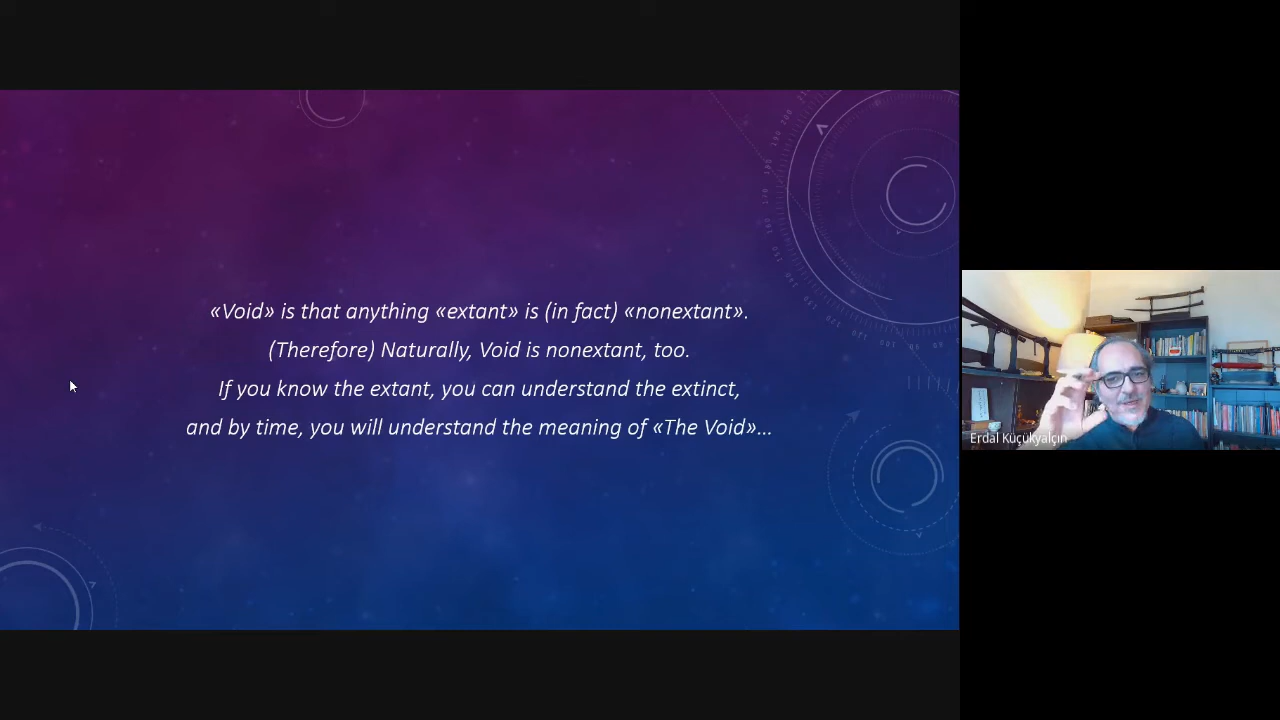 «Void» is that anything «extant» is (in fact) «nonextant».
(Therefore) Naturally, Void is nonextant, too.
If you know the extant, you can understand the extinct,
and by time, you will understand the meaning of «The Void»...
Erdal Küçükyalçın